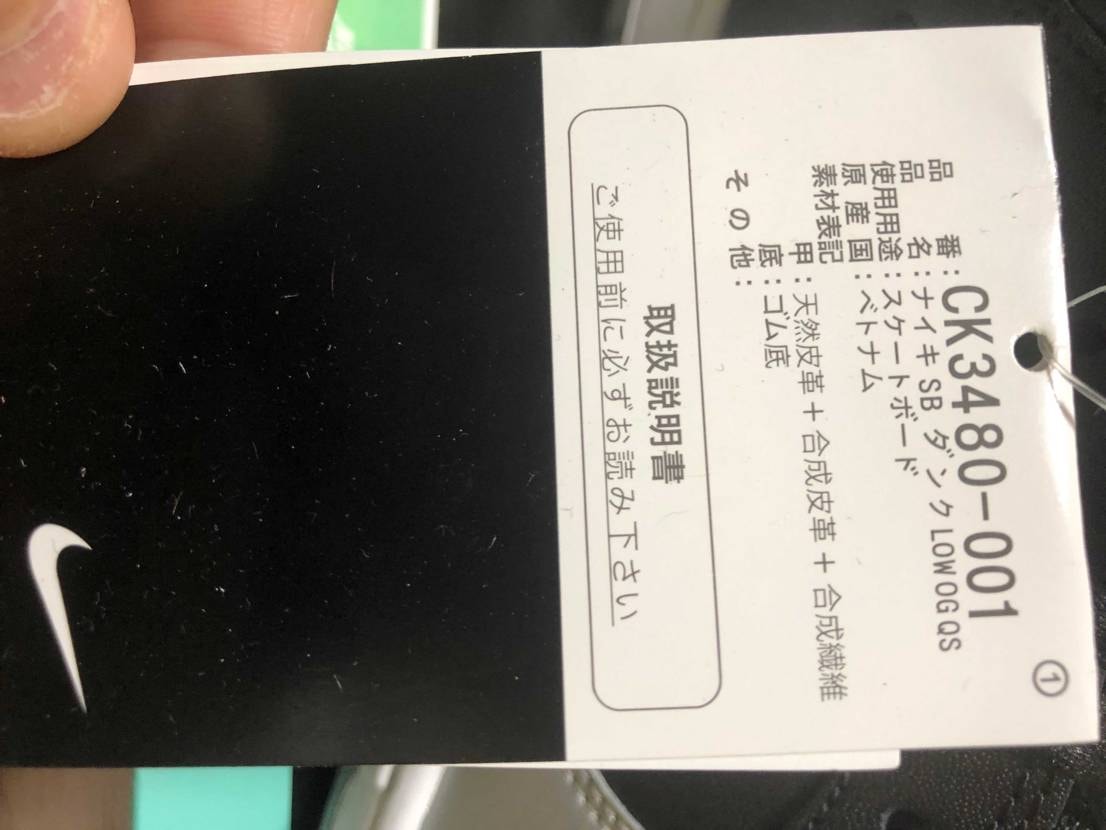 ①
品番:CK3480-001
品名:ナイキ SB ダンク LOW OG QS
使用用途:スケートボード
原産国:ベトナム
素材表記
甲:天然皮革+合成皮革+合成繊維
底:ゴム底
その他:
取扱説明書
ご使用前に必ずお読み下さい